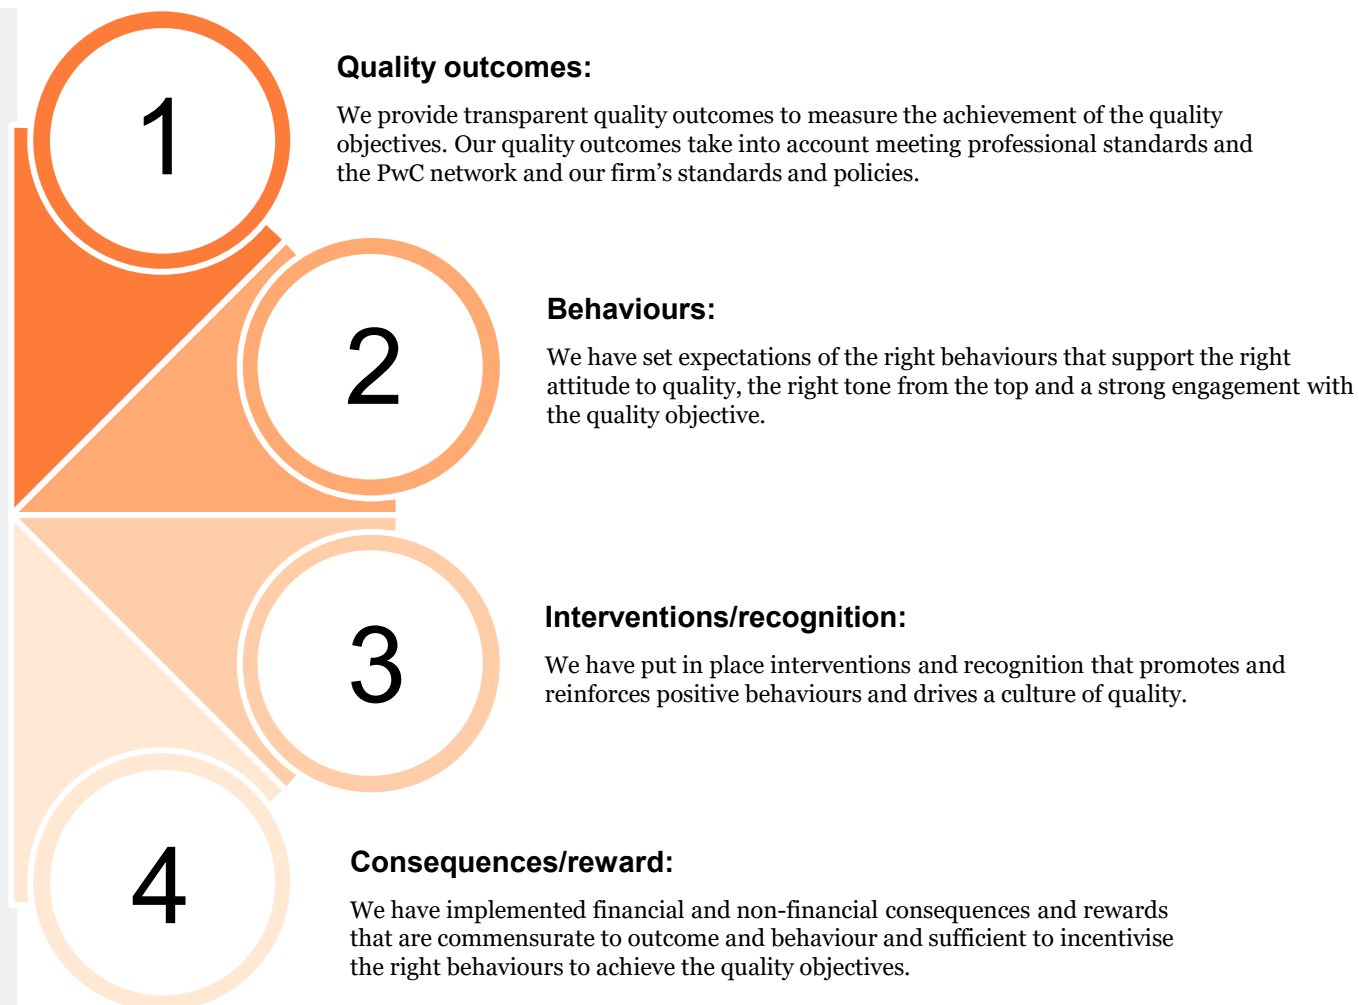 1
Quality outcomes:
We provide transparent quality outcomes to measure the achievement of the quality
objectives. Our quality outcomes take into account meeting professional standards and
the PwC network and our firm’s standards and policies.
2
Behaviours:
We have set expectations of the right behaviours that support the right
attitude to quality, the right tone from the top and a strong engagement with
the quality objective.
3
Interventions/recognition:
We have put in place interventions and recognition that promotes and
reinforces positive behaviours and drives a culture of quality.
4
Consequences/reward:
We have implemented financial and non-financial consequences and rewards
that are commensurate to outcome and behaviour and sufficient to incentivise
the right behaviours to achieve the quality objectives.